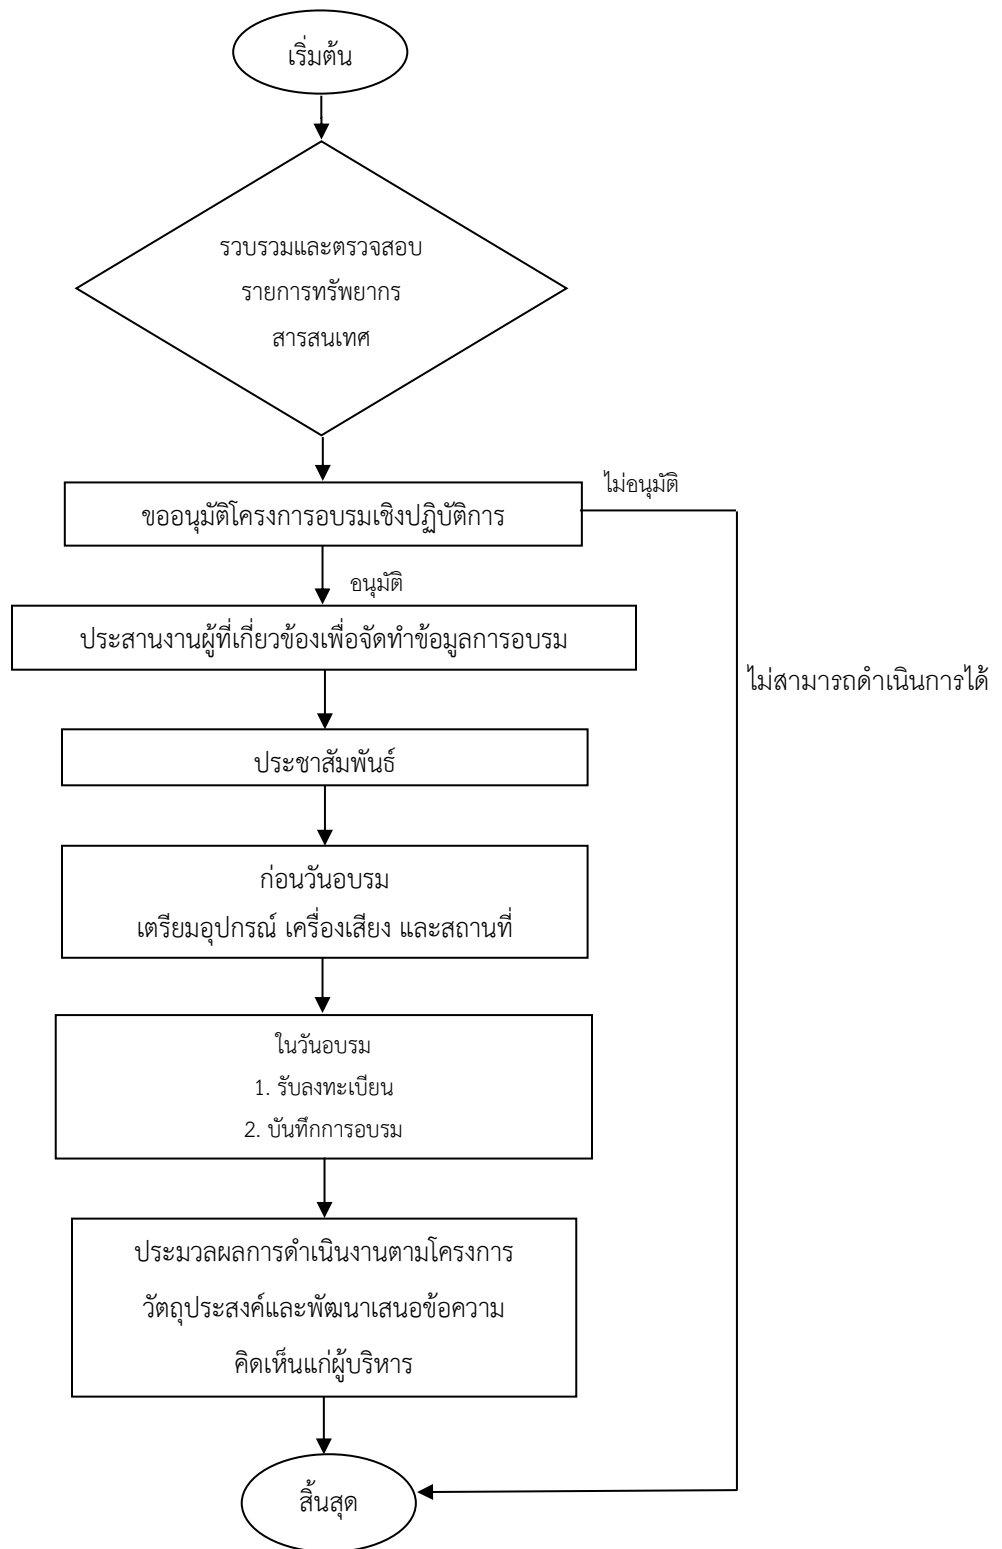 เริ่มต้น
รวบรวมและตรวจสอบ
รายการทรัพยากร
สารสนเทศ
ไม่อนุมัติ
ขออนุมัติโครงการอบรมเชิงปฏิบัติการ
อนุมัติ
ประสานงานผู้ที่เกี่ยวข้องเพื่อจัดทำข้อมูลการอบรม
ไม่สามารถดำเนินการได้
ประชาสัมพันธ์
ก่อนวันอบรม
เตรียมอุปกรณ์ เครื่องเสียง และสถานที่
ในวันอบรม
1. รับลงทะเบียน
2. บันทึกการอบรม
ประมวลผลการดำเนินงานตามโครงการ
วัตถุประสงค์และพัฒนาเสนอข้อความ
คิดเห็นแก่ผู้บริหาร
สิ้นสุด